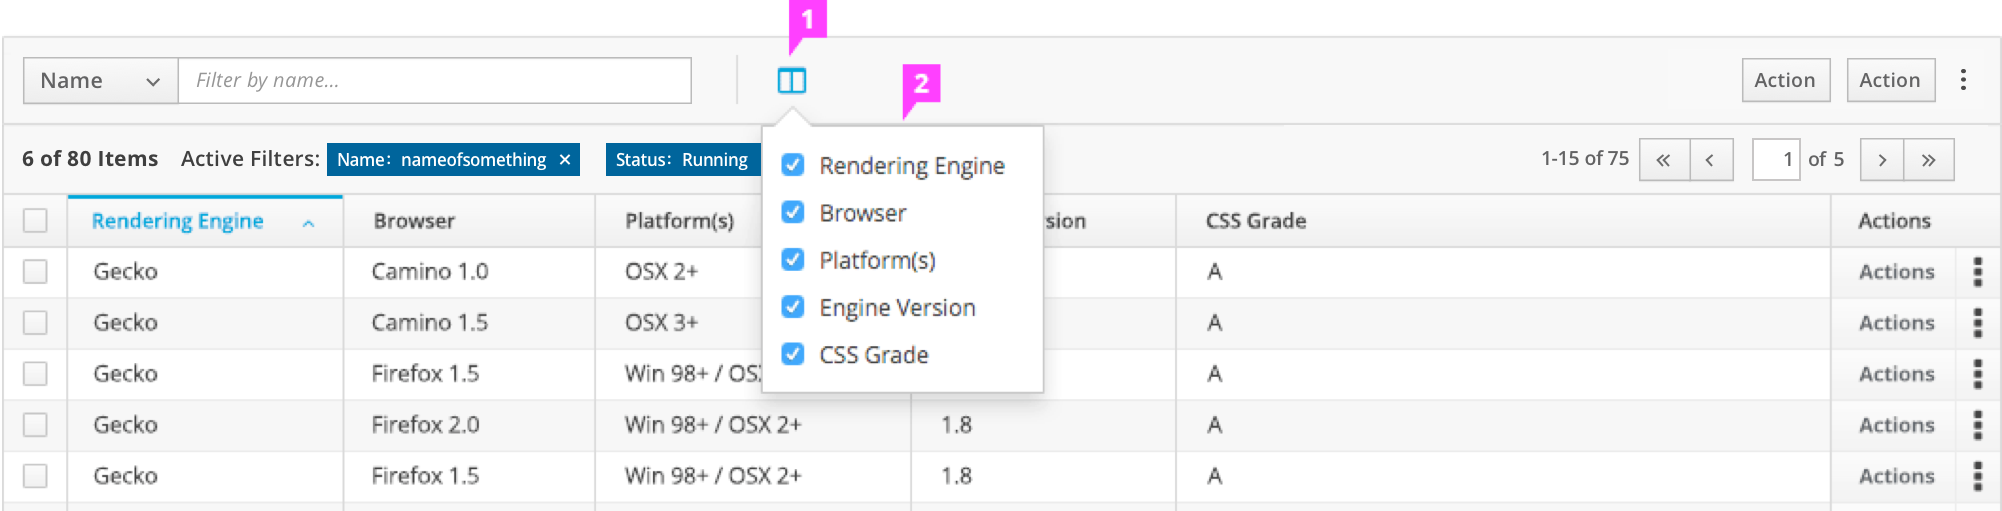 1
Name Filter by name... 2 Action Action
6 of 80 Items Active Filters: Name: nameofsomething × Status: Running 1-15 of 75 « ‹ 1 of 5 › »
Rendering Engine
Browser
Platform(s)
Engine Version
CSS Grade
Rendering Engine Browser Platform(s) sion CSS Grade Actions
Gecko Camino 1.0 OSX 2+ A Actions
Gecko Camino 1.5 OSX 3+ A Actions
Gecko Firefox 1.5 Win 98+ / OS A Actions
Gecko Firefox 2.0 Win 98+ / OSX 2+ 1.8 A Actions
Gecko Firefox 1.5 Win 98+ / OSX 2+ 1.8 A Actions